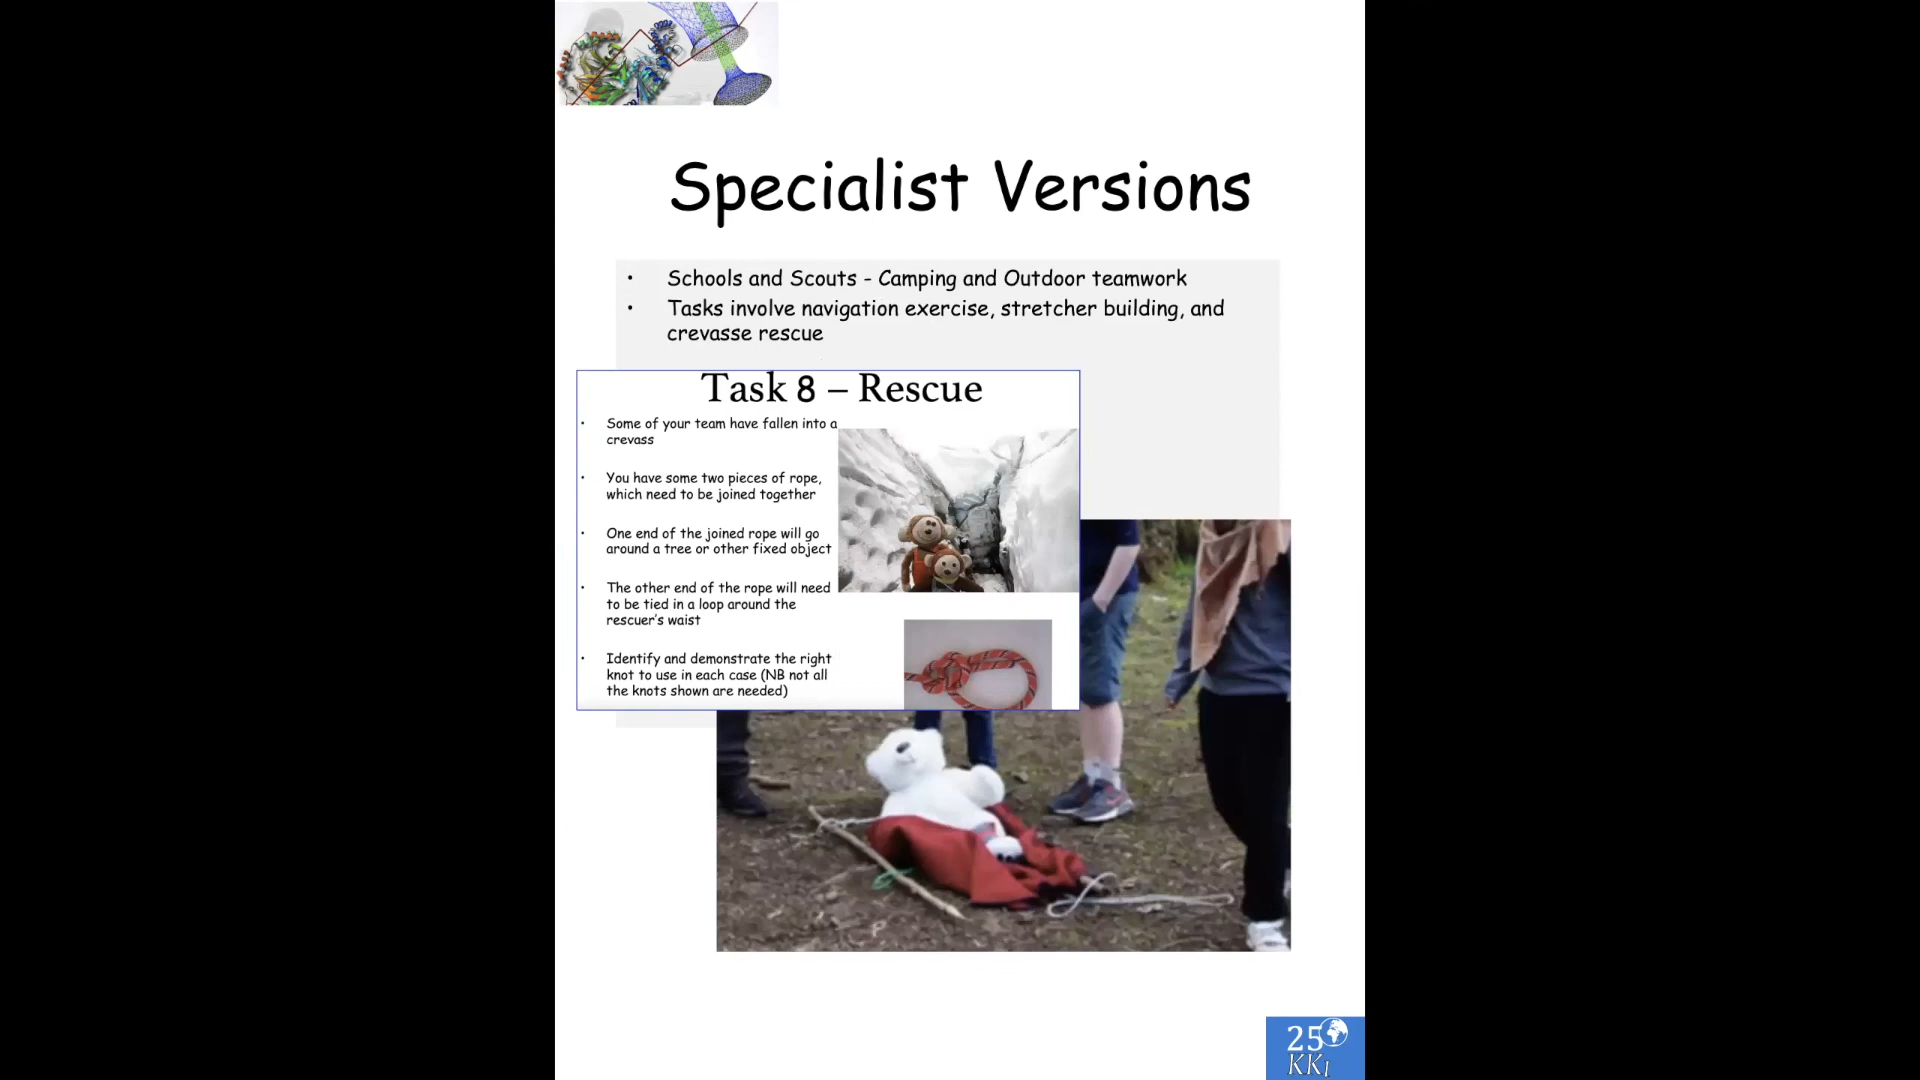 Specialist Versions
• Schools and Scouts - Camping and Outdoor teamwork
• Tasks involve navigation exercise, stretcher building, and
crevasse rescue
Task 8 – Rescue
• Some of your team have fallen into a
crevass
• You have some two pieces of rope,
which need to be joined together
• One end of the joined rope will go
around a tree or other fixed object
• The other end of the rope will need
to be tied in a loop around the
rescuer's waist
• Identify and demonstrate the right
knot to use in each case (NB not all
the knots shown are needed)
25
KKI